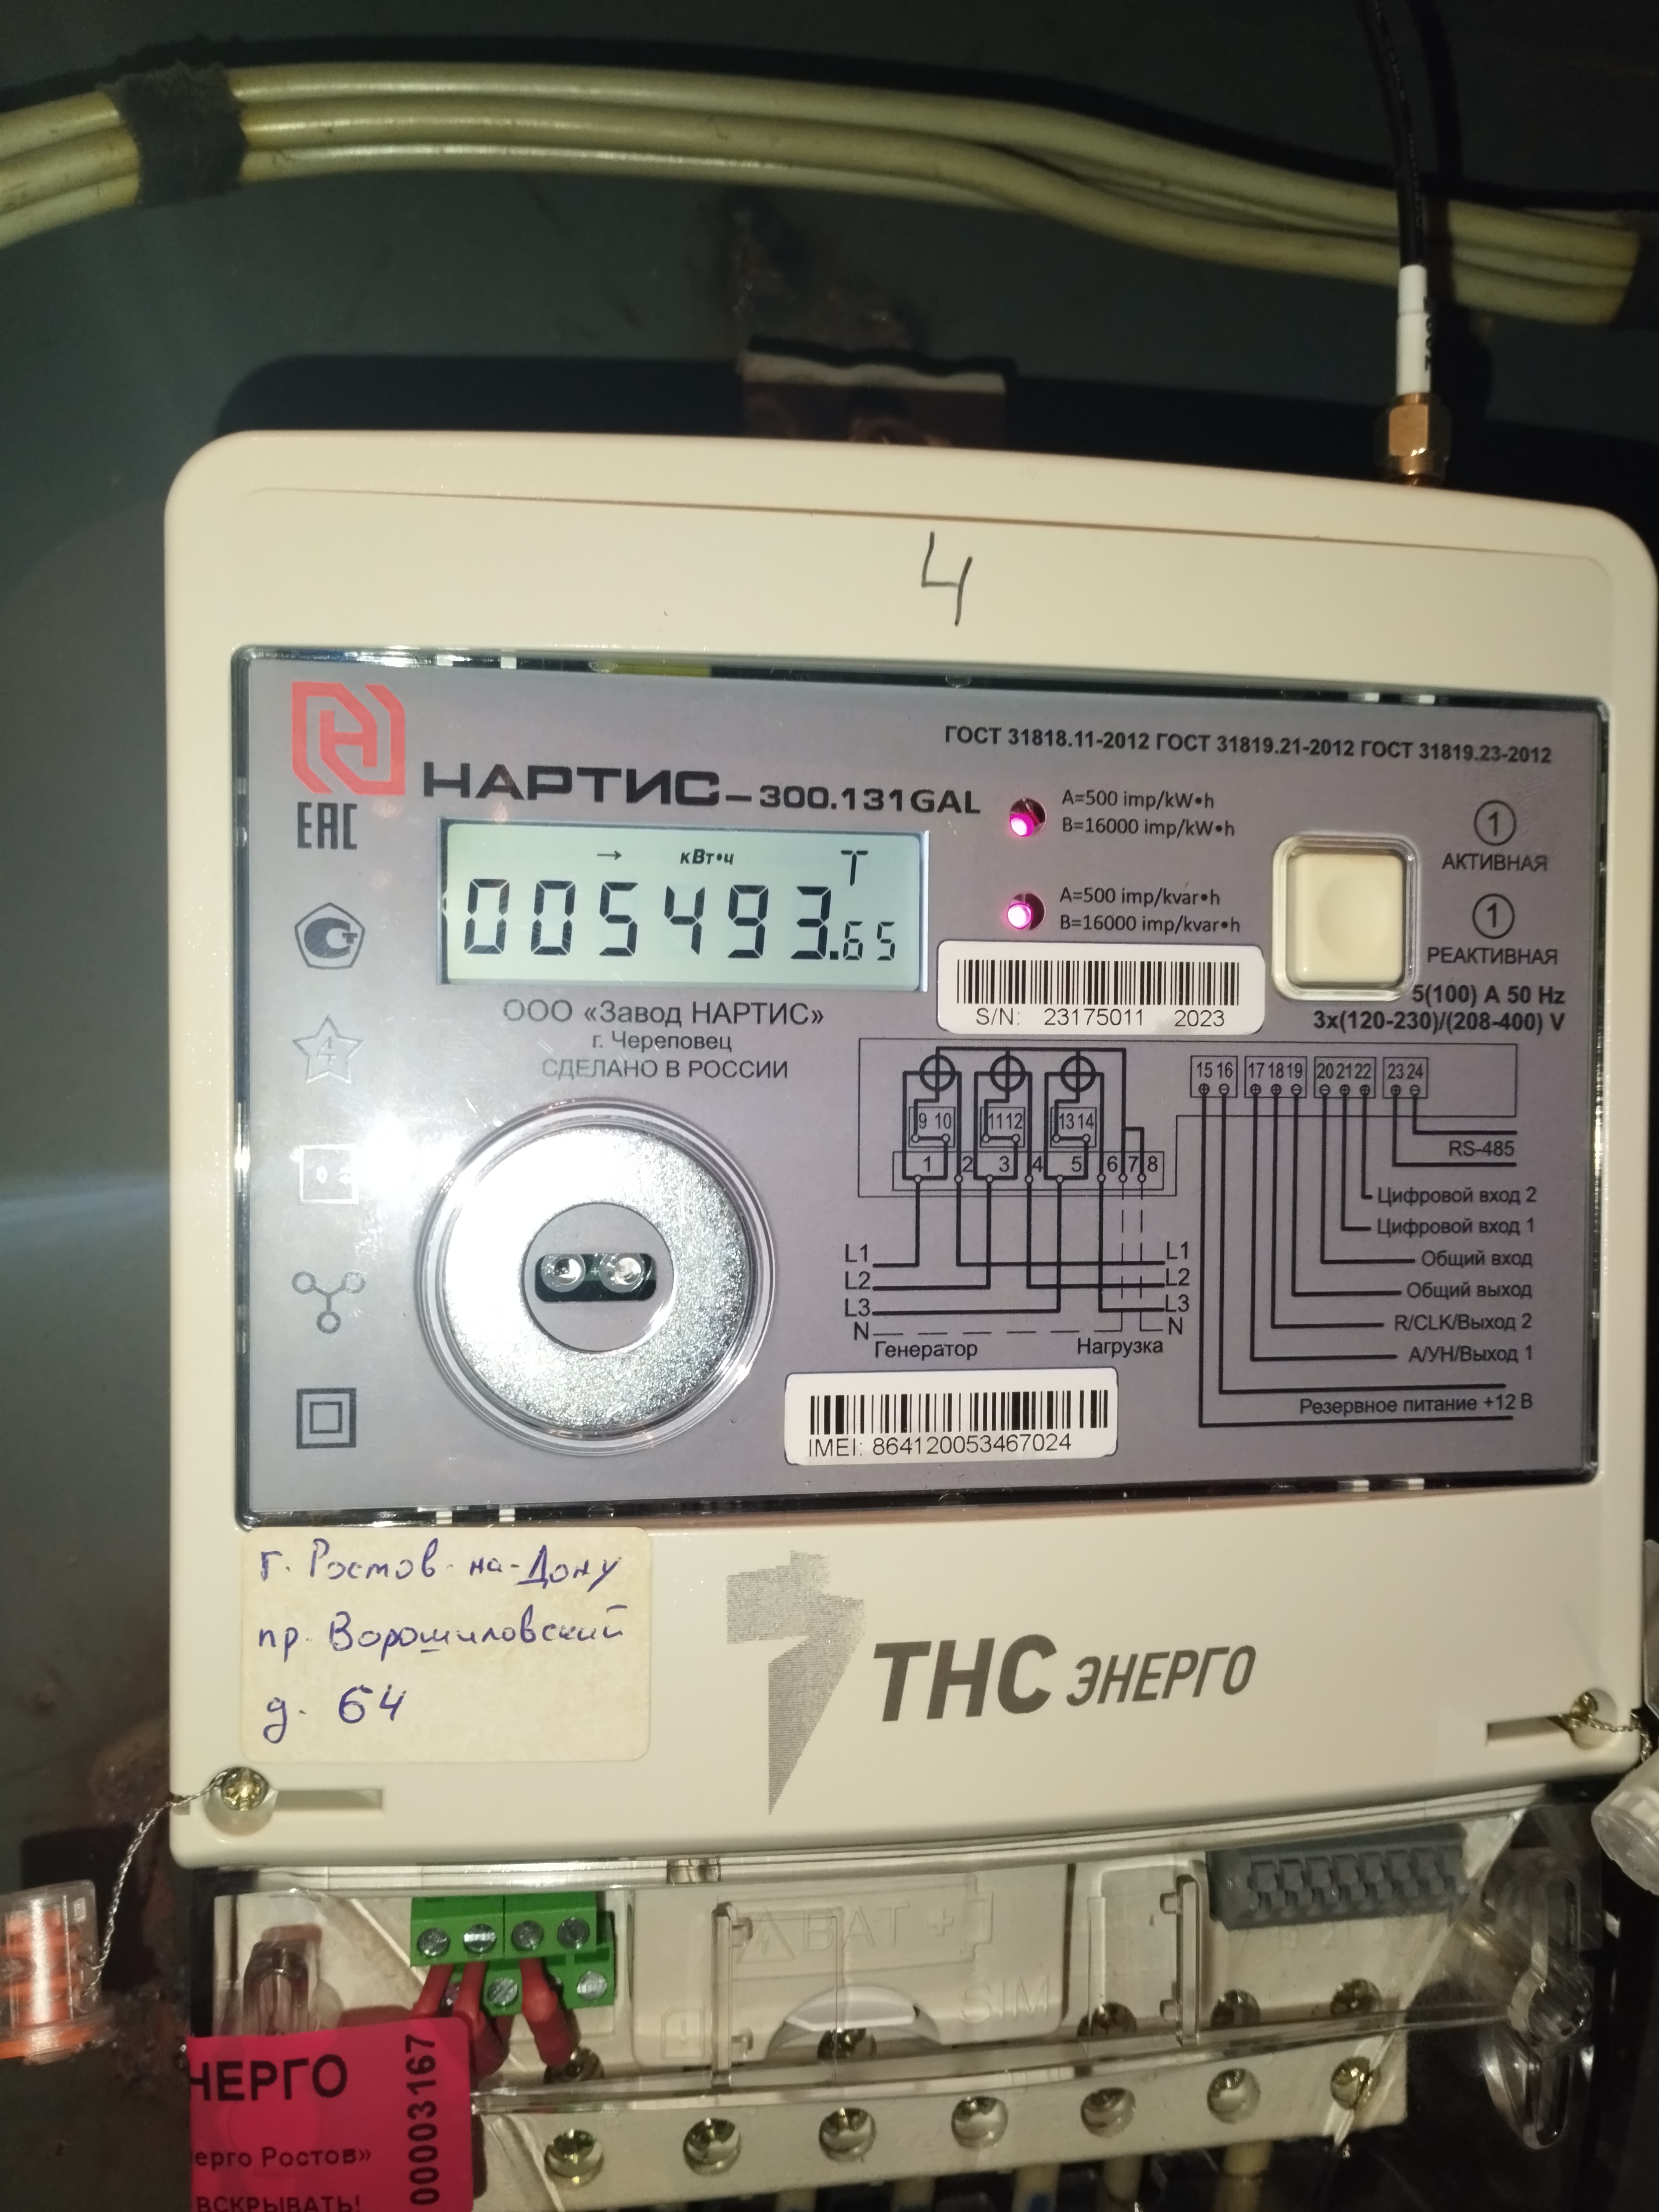 4
ГОСТ 31818.11-2012 ГОСТ 31819.21-2012 ГОСТ 31819.23-2012
НАРТИС-300.131GAL
EAC
A=500 imp/kW•h
B=16000 imp/kW•h
1
АКТИВНАЯ
→ кВт•ч T
005493.65
A=500 imp/kvar•h
B=16000 imp/kvar•h
1
РЕАКТИВНАЯ
5(100) A 50 Hz
3x(120-230)/(208-400) V
S/N: 23175011 2023
ООО «Завод НАРТИС»
г. Череповец
СДЕЛАНО В РОССИИ
4
15 16 17 18 19 20 21 22 23 24
9 10 11 12 13 14
1 2 3 4 5 6 7 8
RS-485
Цифровой вход 2
Цифровой вход 1
Общий вход
Общий выход
R/CLK/Выход 2
А/УН/Выход 1
Резервное питание +12 В
L1 L1
L2 L2
L3 L3
N N
Генератор Нагрузка
IMEI: 864120053467024
г. Ростов-на-Дону
пр. Ворошиловский
д. 64
ТНС ЭНЕРГО
BAT +
SIM
НЕРГО
ерго Ростов»
ВСКРЫВАТЬ!
00003167